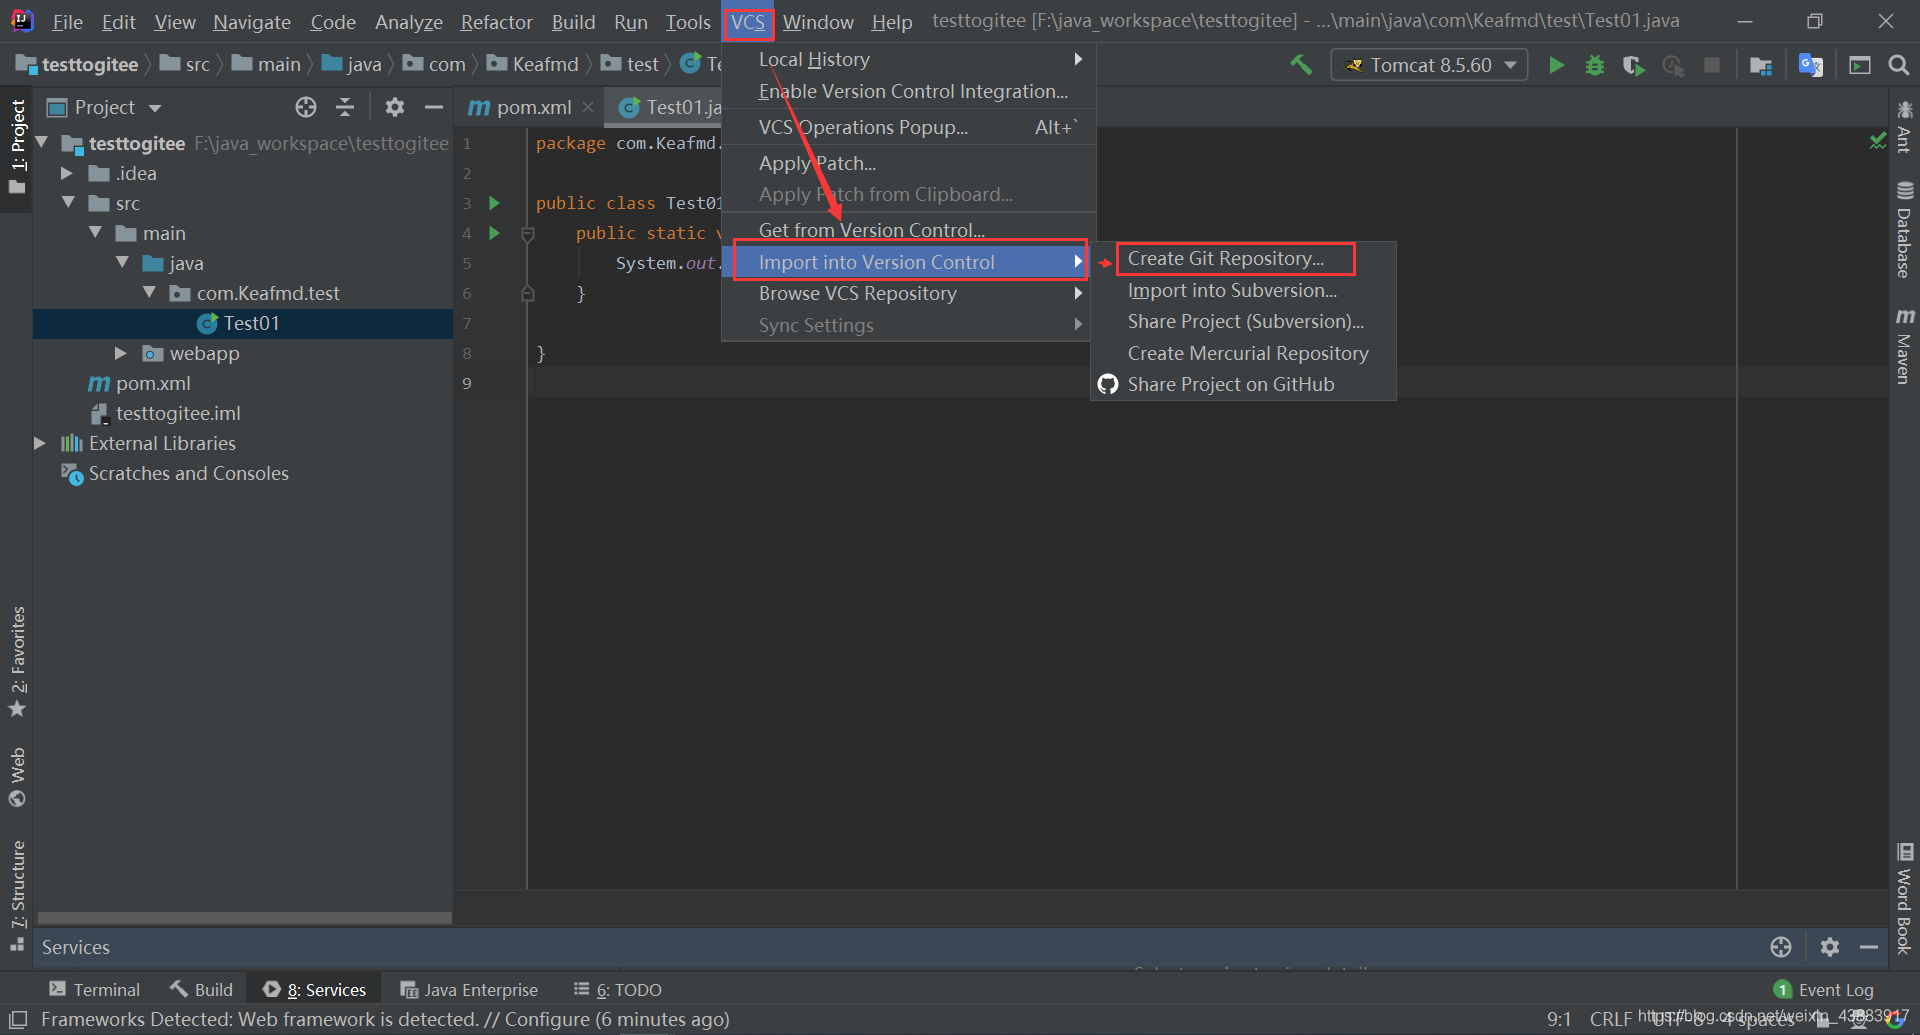 File Edit View Navigate Code Analyze Refactor Build Run Tools VCS Window Help testtogitee [F:\java_workspace\testtogitee] - ...\main\java\com\Keafmd\test\Test01.java
testtogitee src main java com Keafmd test Te
Tomcat 8.5.60
Project
pom.xml
Test01.ja
1: Project
testtogitee F:\java_workspace\testtogitee
.idea
src
main
java
com.Keafmd.test
Test01
webapp
pom.xml
testtogitee.iml
External Libraries
Scratches and Consoles
1 package com.Keafmd.
2
3 public class Test01
4 public static v
5 System.out.
6 }
7
8 }
9
Local History
Enable Version Control Integration...
VCS Operations Popup... Alt+`
Apply Patch...
Apply Patch from Clipboard...
Get from Version Control...
Import into Version Control
Browse VCS Repository
Sync Settings
Create Git Repository...
Import into Subversion...
Share Project (Subversion)...
Create Mercurial Repository
Share Project on GitHub
Ant
Database
Maven
Word Book
2: Favorites
Web
7: Structure
Services
Terminal Build 8: Services Java Enterprise 6: TODO
1 Event Log
Frameworks Detected: Web framework is detected. // Configure (6 minutes ago)
9:1 CRLF UTF-8 4 spaces
https://blog.csdn.net/weixin_43883917